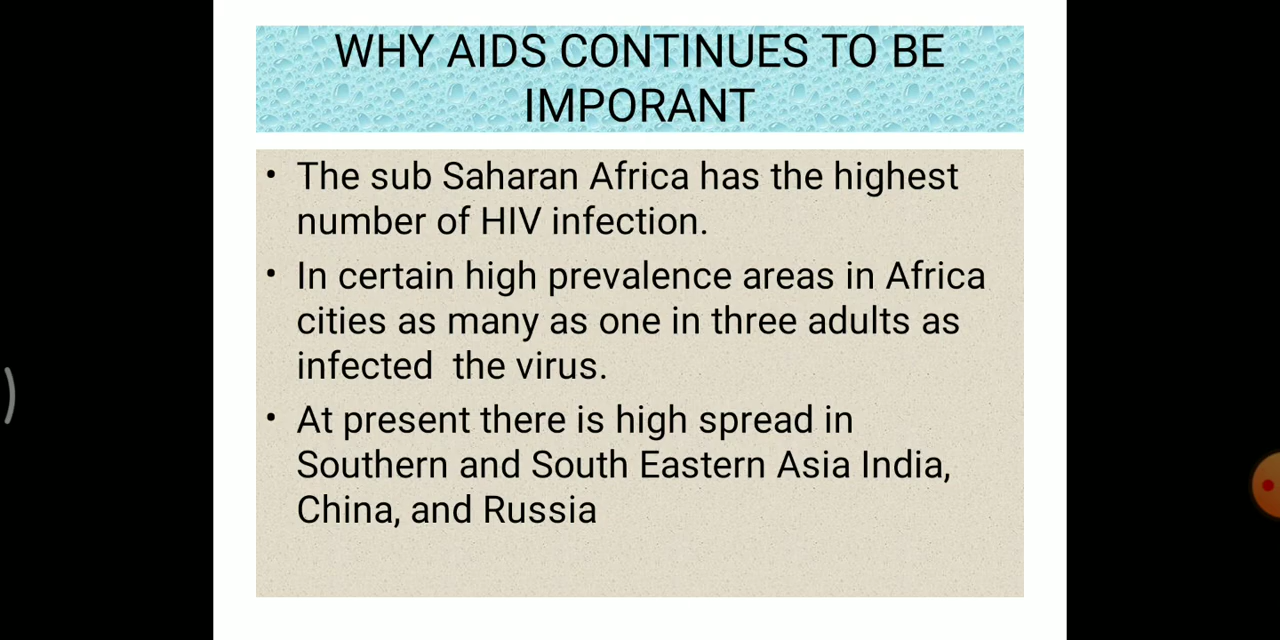 WHY AIDS CONTINUES TO BE
IMPORANT
• The sub Saharan Africa has the highest
number of HIV infection.
• In certain high prevalence areas in Africa
cities as many as one in three adults as
infected  the virus.
• At present there is high spread in
Southern and South Eastern Asia India,
China, and Russia